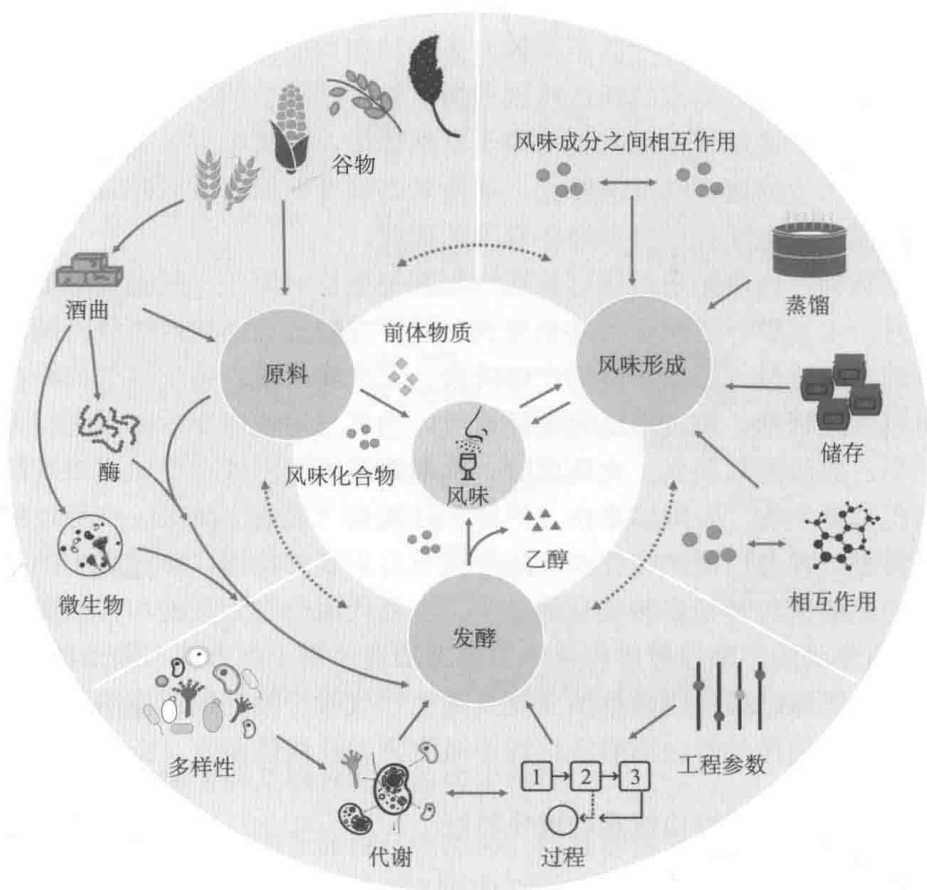 谷物
风味成分之间相互作用
酒曲
蒸馏
前体物质
原料
风味形成
酶
风味化合物
风味
储存
乙醇
微生物
相互作用
发酵
多样性
工程参数
1
2
3
代谢
过程